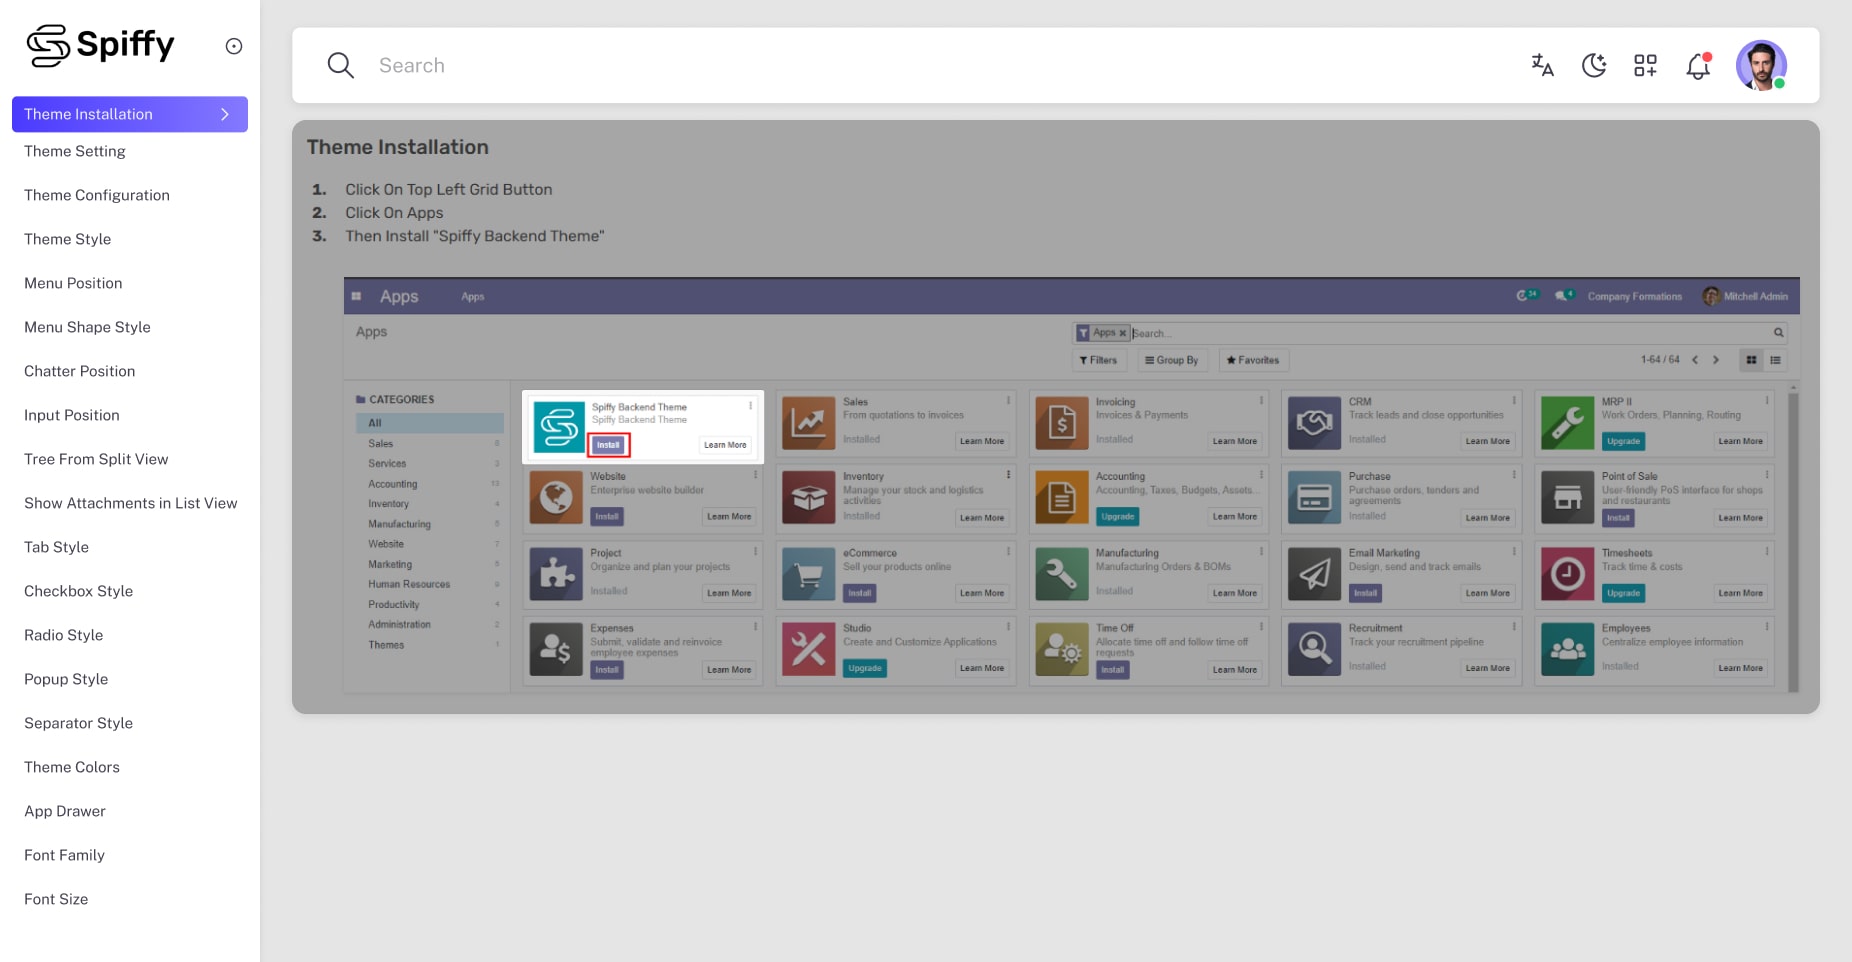 Spiffy
Search
Theme Installation
Theme Setting
Theme Configuration
Theme Style
Menu Position
Menu Shape Style
Chatter Position
Input Position
Tree From Split View
Show Attachments in List View
Tab Style
Checkbox Style
Radio Style
Popup Style
Separator Style
Theme Colors
App Drawer
Font Family
Font Size
Theme Installation
1. Click On Top Left Grid Button
2. Click On Apps
3. Then Install "Spiffy Backend Theme"
Apps Apps 34 4 Company Formations Mitchell Admin
Apps
Apps × Search...
Filters Group By Favorites 1-64 / 64
CATEGORIES
All
Sales 8
Services 3
Accounting 13
Inventory 4
Manufacturing 5
Website 7
Marketing 5
Human Resources 9
Productivity 4
Administration 2
Themes 1
Spiffy Backend Theme
Spiffy Backend Theme
Install Learn More
Sales
From quotations to invoices
Installed Learn More
Invoicing
Invoices & Payments
Installed Learn More
CRM
Track leads and close opportunities
Installed Learn More
MRP II
Work Orders, Planning, Routing
Upgrade Learn More
Website
Enterprise website builder
Install Learn More
Inventory
Manage your stock and logistics
activities
Installed Learn More
Accounting
Accounting, Taxes, Budgets, Assets...
Upgrade Learn More
Purchase
Purchase orders, tenders and
agreements
Installed Learn More
Point of Sale
User-friendly PoS interface for shops
and restaurants
Install Learn More
Project
Organize and plan your projects
Installed Learn More
eCommerce
Sell your products online
Install Learn More
Manufacturing
Manufacturing Orders & BOMs
Installed Learn More
Email Marketing
Design, send and track emails
Install Learn More
Timesheets
Track time & costs
Upgrade Learn More
Expenses
Submit, validate and reinvoice
employee expenses
Install Learn More
Studio
Create and Customize Applications
Upgrade Learn More
Time Off
Allocate time off and follow time off
requests
Install Learn More
Recruitment
Track your recruitment pipeline
Installed Learn More
Employees
Centralize employee information
Installed Learn More